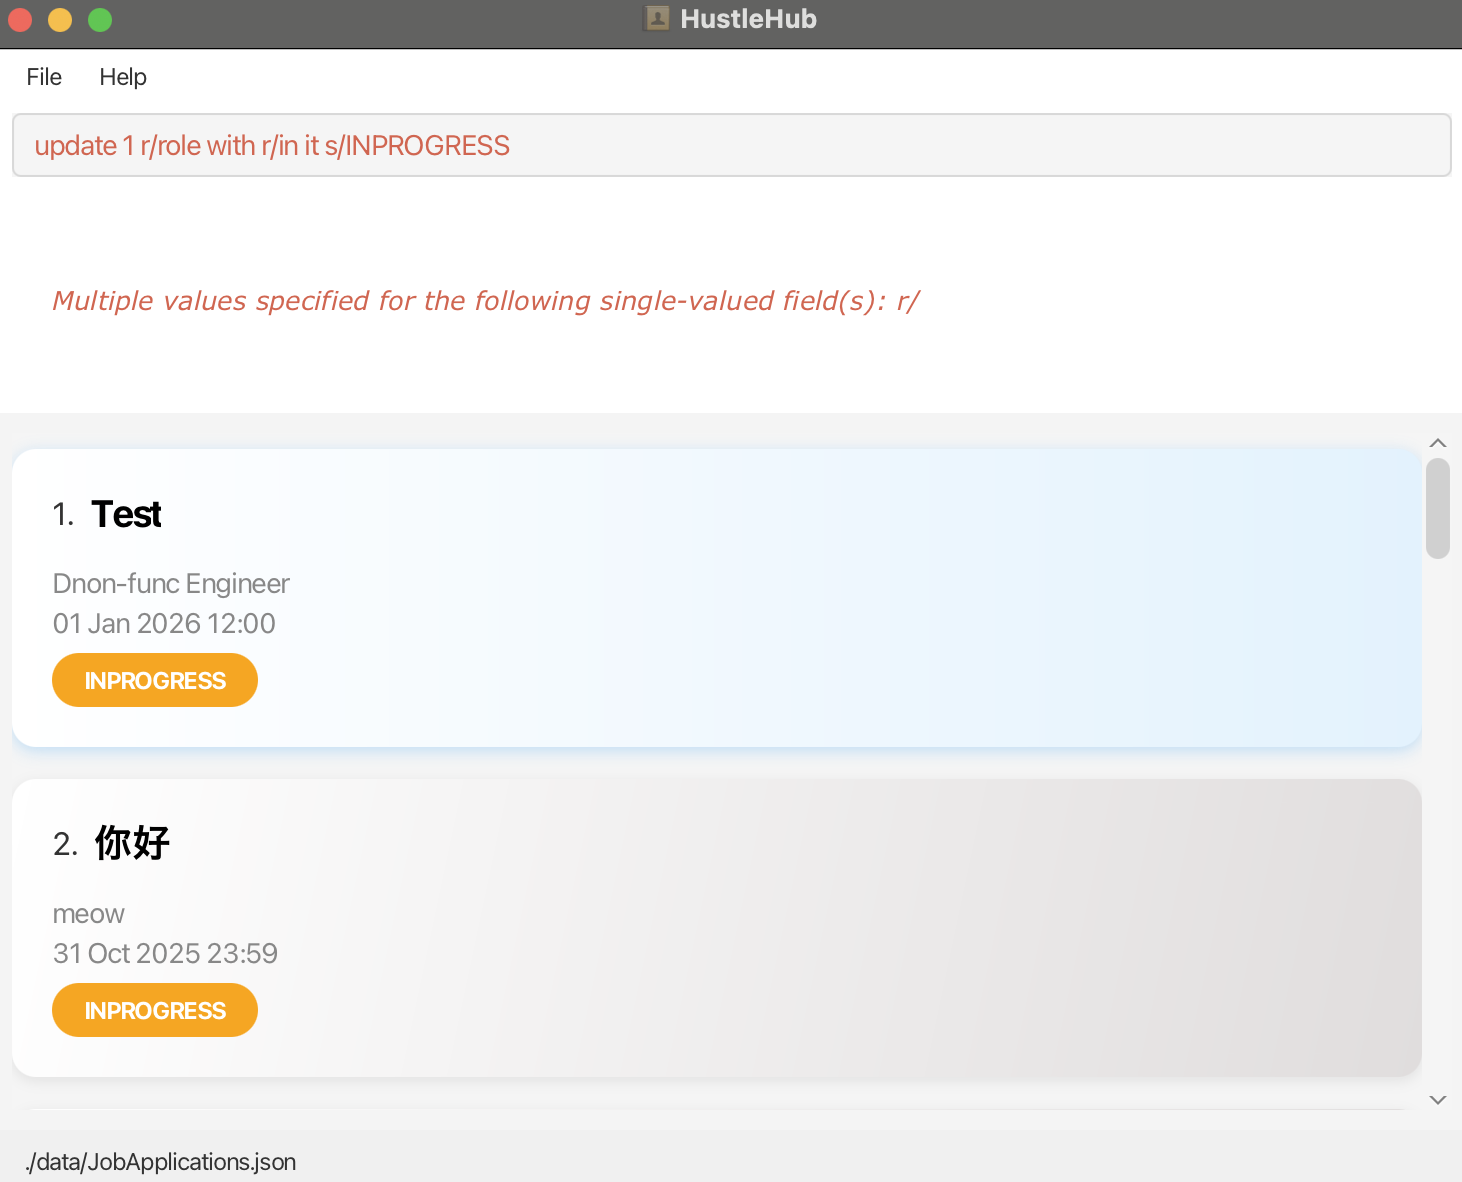 HustleHub
File Help
update 1 r/role with r/in it s/INPROGRESS
Multiple values specified for the following single-valued field(s): r/
1. Test
Dnon-func Engineer
01 Jan 2026 12:00
INPROGRESS
2. 你好
meow
31 Oct 2025 23:59
INPROGRESS
./data/JobApplications.json